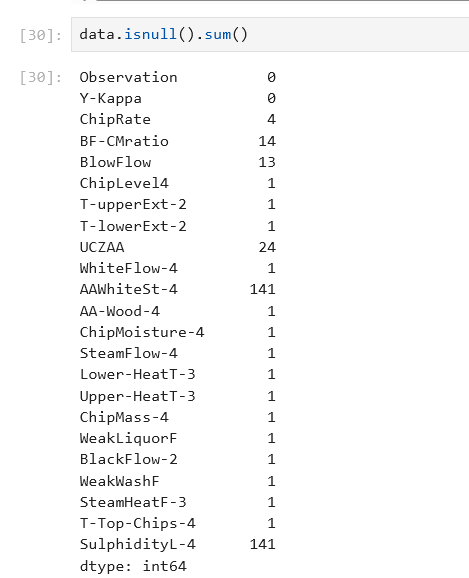 [30]: data.isnull().sum()
[30]: Observation 0
Y-Kappa 0
ChipRate 4
BF-CMratio 14
BlowFlow 13
ChipLevel4 1
T-upperExt-2 1
T-lowerExt-2 1
UCZAA 24
WhiteFlow-4 1
AAWhiteSt-4 141
AA-Wood-4 1
ChipMoisture-4 1
SteamFlow-4 1
Lower-HeatT-3 1
Upper-HeatT-3 1
ChipMass-4 1
WeakLiquorF 1
BlackFlow-2 1
WeakWashF 1
SteamHeatF-3 1
T-Top-Chips-4 1
SulphidityL-4 141
dtype: int64